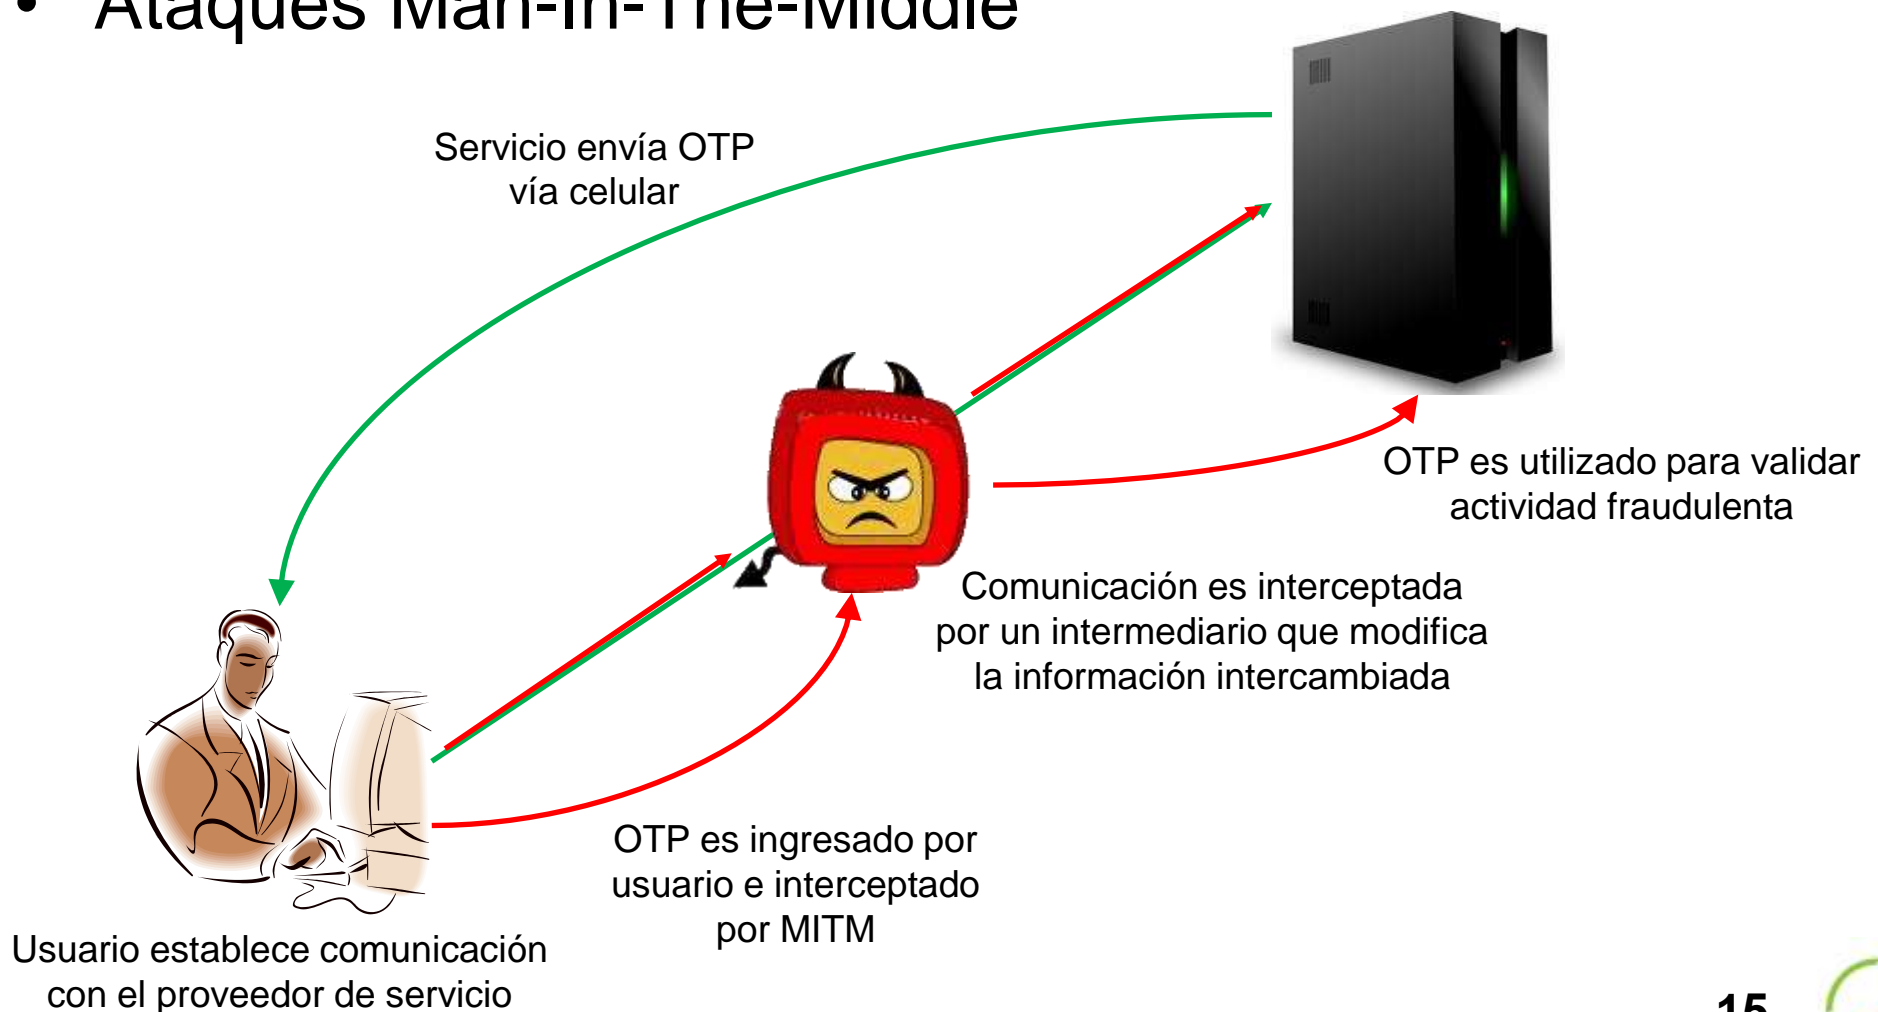 • Ataques Man-In-The-Middle
Servicio envía OTP
vía celular
OTP es utilizado para validar
actividad fraudulenta
Comunicación es interceptada
por un intermediario que modifica
la información intercambiada
OTP es ingresado por
usuario e interceptado
por MITM
Usuario establece comunicación
con el proveedor de servicio
15